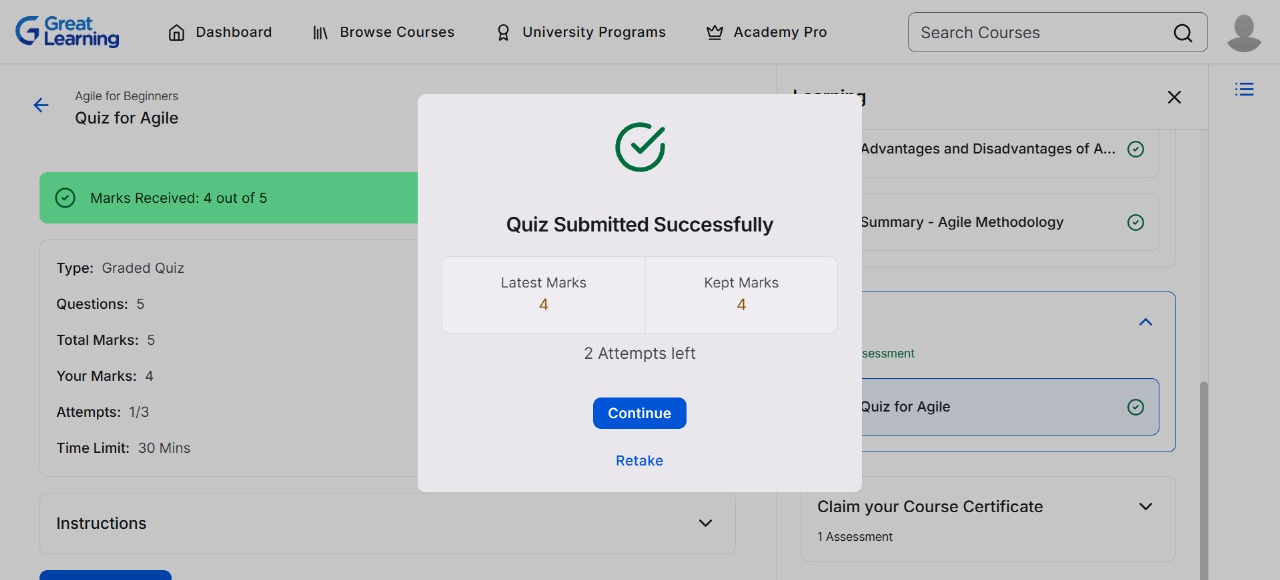 Great
Learning
Dashboard
Browse Courses
University Programs
Academy Pro
Search Courses
Agile for Beginners
Quiz for Agile
Marks Received: 4 out of 5
Type: Graded Quiz
Questions: 5
Total Marks: 5
Your Marks: 4
Attempts: 1/3
Time Limit: 30 Mins
Instructions
Quiz Submitted Successfully
Latest Marks
4
Kept Marks
4
2 Attempts left
Continue
Retake
Learning
Advantages and Disadvantages of A...
Summary - Agile Methodology
sessment
Quiz for Agile
Claim your Course Certificate
1 Assessment